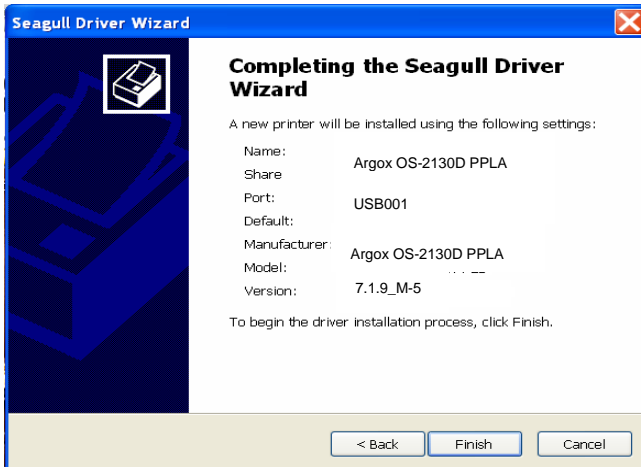 Seagull Driver Wizard
Completing the Seagull Driver
Wizard
A new printer will be installed using the following settings:
Name:
Argox OS-2130D PPLA
Share
Port:
USB001
Default:
Manufacturer:
Argox OS-2130D PPLA
Model:
Version:
7.1.9_M-5
To begin the driver installation process, click Finish.
< Back
Finish
Cancel